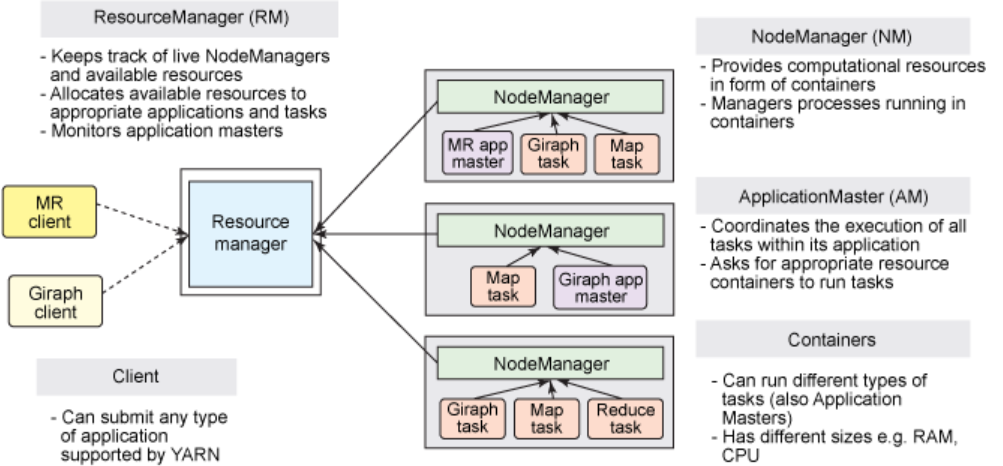 ResourceManager (RM)
- Keeps track of live NodeManagers
and available resources
- Allocates available resources to
appropriate applications and tasks
- Monitors application masters
MR
client
Giraph
client
Resource
manager
Client
- Can submit any type
of application
supported by YARN
NodeManager
MR app
master
Giraph
task
Map
task
NodeManager
Map
task
Giraph app
master
NodeManager
Giraph
task
Map
task
Reduce
task
NodeManager (NM)
- Provides computational resources
in form of containers
- Managers processes running in
containers
ApplicationMaster (AM)
- Coordinates the execution of all
tasks within its application
- Asks for appropriate resource
containers to run tasks
Containers
- Can run different types of
tasks (also Application
Masters)
- Has different sizes e.g. RAM,
CPU